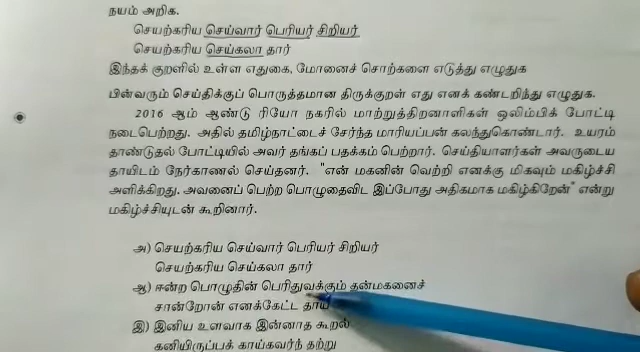 நயம் அறிக.
செயற்கரிய செய்வார் பெரியர் சிறியர்
செயற்கரிய செய்கலா தார்
இந்தக் குறளில் உள்ள எதுகை, மோனைச் சொற்களை எடுத்து எழுதுக
பின்வரும் செய்திக்குப் பொருத்தமான திருக்குறள் எது எனக் கண்டறிந்து எழுதுக.
2016 ஆம் ஆண்டு ரியோ நகரில் மாற்றுத்திறனாளிகள் ஒலிம்பிக் போட்டி
நடைபெற்றது. அதில் தமிழ்நாட்டைச் சேர்ந்த மாரியப்பன் கலந்துகொண்டார். உயரம்
தாண்டுதல் போட்டியில் அவர் தங்கப் பதக்கம் பெற்றார். செய்தியாளர்கள் அவருடைய
தாயிடம் நேர்காணல் செய்தனர். "என் மகனின் வெற்றி எனக்கு மிகவும் மகிழ்ச்சி
அளிக்கிறது. அவனைப் பெற்ற பொழுதைவிட இப்போது அதிகமாக மகிழ்கிறேன்" என்று
மகிழ்ச்சியுடன் கூறினார்.
அ) செயற்கரிய செய்வார் பெரியர் சிறியர்
செயற்கரிய செய்கலா தார்
ஆ) ஈன்ற பொழுதின் பெரிதுவக்கும் தன்மகனைச்
சான்றோன் எனக்கேட்ட தாய்
இ) இனிய உளவாக இன்னாத கூறல்
கனியிருப்பக் காய்கவர்ந் தற்று